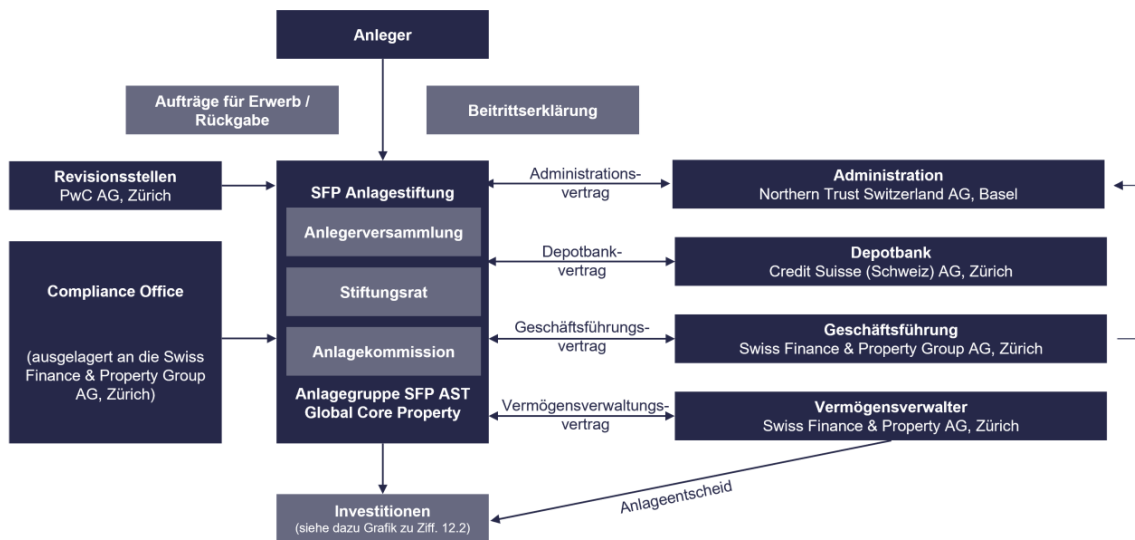 Anleger
Aufträge für Erwerb /
Rückgabe
Beitrittserklärung
Revisionsstellen
PwC AG, Zürich
SFP Anlagestiftung
Administrations-
vertrag
Administration
Northern Trust Switzerland AG, Basel
Anlegerversammlung
Depotbank-
vertrag
Depotbank
Credit Suisse (Schweiz) AG, Zürich
Compliance Office
(ausgelagert an die Swiss
Finance & Property Group
AG, Zürich)
Stiftungsrat
Anlagekommission
Geschäftsführungs-
vertrag
Geschäftsführung
Swiss Finance & Property Group AG, Zürich
Anlagegruppe SFP AST
Global Core Property
Vermögensverwaltungs-
vertrag
Vermögensverwalter
Swiss Finance & Property AG, Zürich
Anlageentscheid
Investitionen
(siehe dazu Grafik zu Ziff. 12.2)